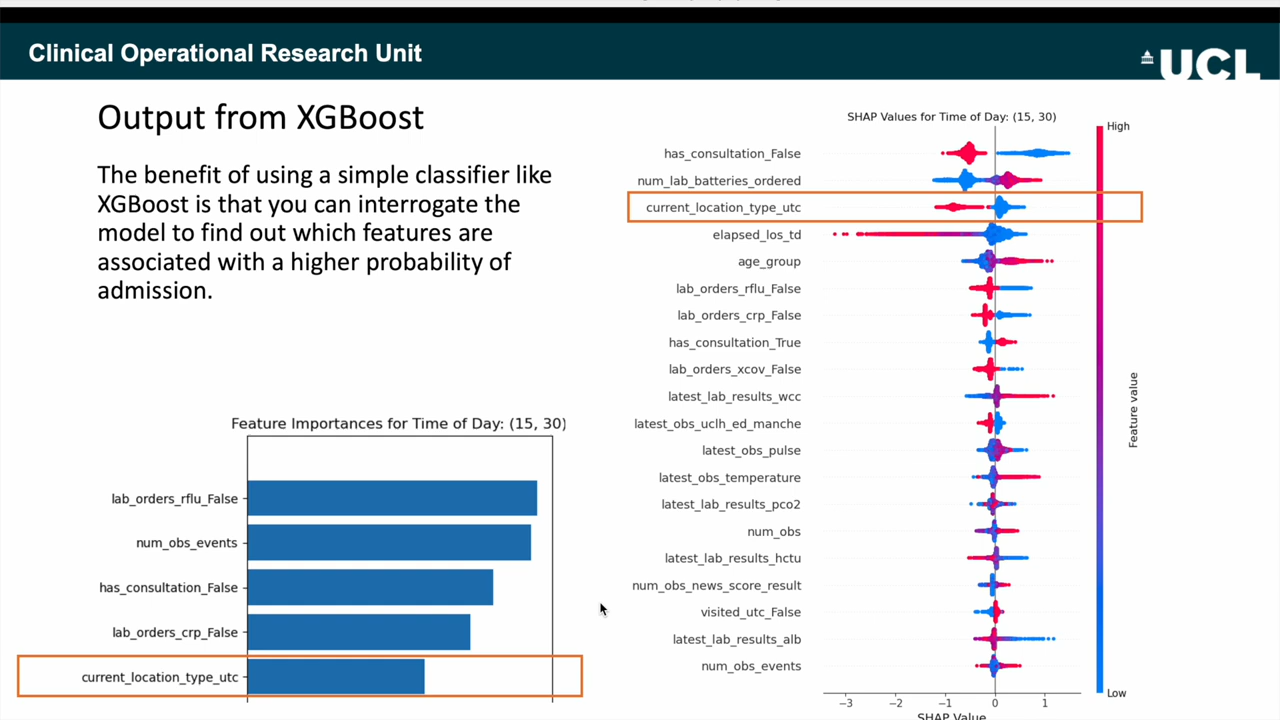 Clinical Operational Research Unit
UCL
Output from XGBoost
The benefit of using a simple classifier like
XGBoost is that you can interrogate the
model to find out which features are
associated with a higher probability of
admission.
Feature Importances for Time of Day: (15, 30)
lab_orders_rflu_False
num_obs_events
has_consultation_False
lab_orders_crp_False
current_location_type_utc
SHAP Values for Time of Day: (15, 30)
has_consultation_False
num_lab_batteries_ordered
current_location_type_utc
elapsed_los_td
age_group
lab_orders_rflu_False
lab_orders_crp_False
has_consultation_True
lab_orders_xcov_False
latest_lab_results_wcc
latest_obs_uclh_ed_manche
latest_obs_pulse
latest_obs_temperature
latest_lab_results_pco2
num_obs
latest_lab_results_hctu
num_obs_news_score_result
visited_utc_False
latest_lab_results_alb
num_obs_events
−3 −2 −1 0 1
SHAP Value
High
Feature value
Low